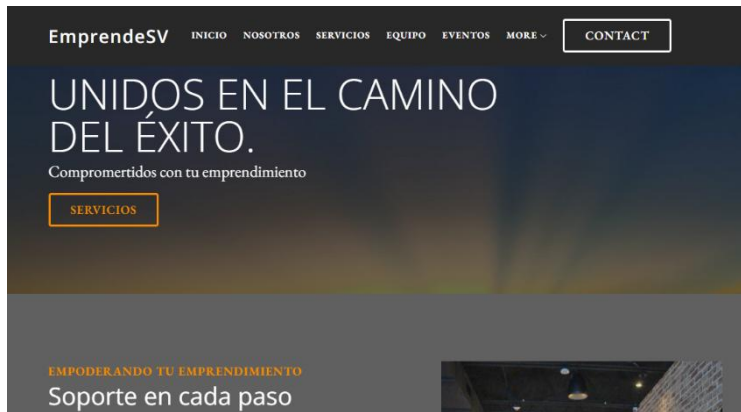 EmprendeSV INICIO NOSOTROS SERVICIOS EQUIPO EVENTOS MORE CONTACT
UNIDOS EN EL CAMINO
DEL ÉXITO.
Compromertidos con tu emprendimiento
SERVICIOS
EMPODERANDO TU EMPRENDIMIENTO
Soporte en cada paso